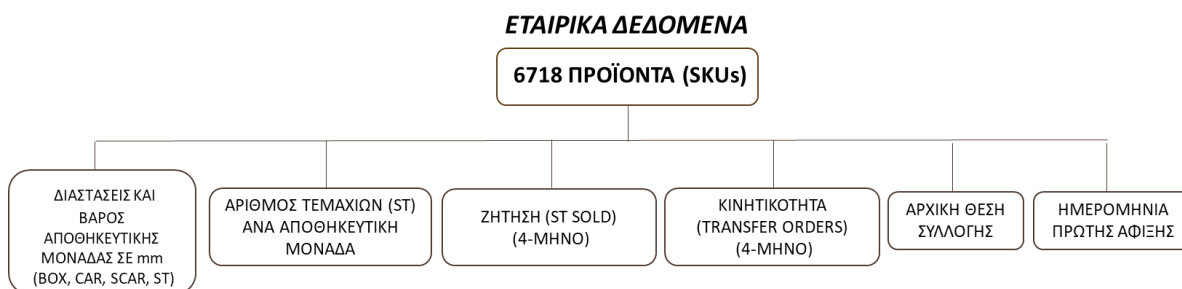 ΕΤΑΙΡΙΚΑ ΔΕΔΟΜΕΝΑ
6718 ΠΡΟΪΟΝΤΑ (SKUs)
ΔΙΑΣΤΑΣΕΙΣ ΚΑΙ
ΒΑΡΟΣ
ΑΠΟΘΗΚΕΥΤΙΚΗΣ
ΜΟΝΑΔΑΣ ΣΕ mm
(BOX, CAR, SCAR, ST)
ΑΡΙΘΜΟΣ ΤΕΜΑΧΙΩΝ (ST)
ΑΝΑ ΑΠΟΘΗΚΕΥΤΙΚΗ
ΜΟΝΑΔΑ
ΖΗΤΗΣΗ (ST SOLD)
(4-ΜΗΝΟ)
ΚΙΝΗΤΙΚΟΤΗΤΑ
(TRANSFER ORDERS)
(4-ΜΗΝΟ)
ΑΡΧΙΚΗ ΘΕΣΗ
ΣΥΛΛΟΓΗΣ
ΗΜΕΡΟΜΗΝΙΑ
ΠΡΩΤΗΣ ΑΦΙΞΗΣ